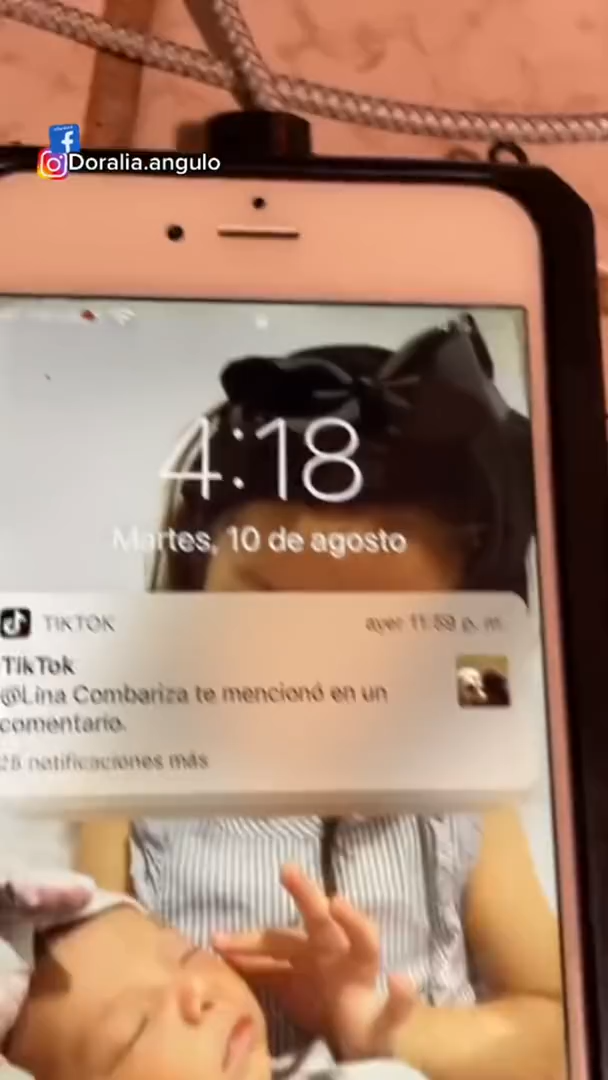 Doralia.angulo
4:18
Martes, 10 de agosto
TIKTOK ayer 11:59 p. m.
TikTok
@Lina Combariza te mencionó en un
comentario.
25 notificaciones más